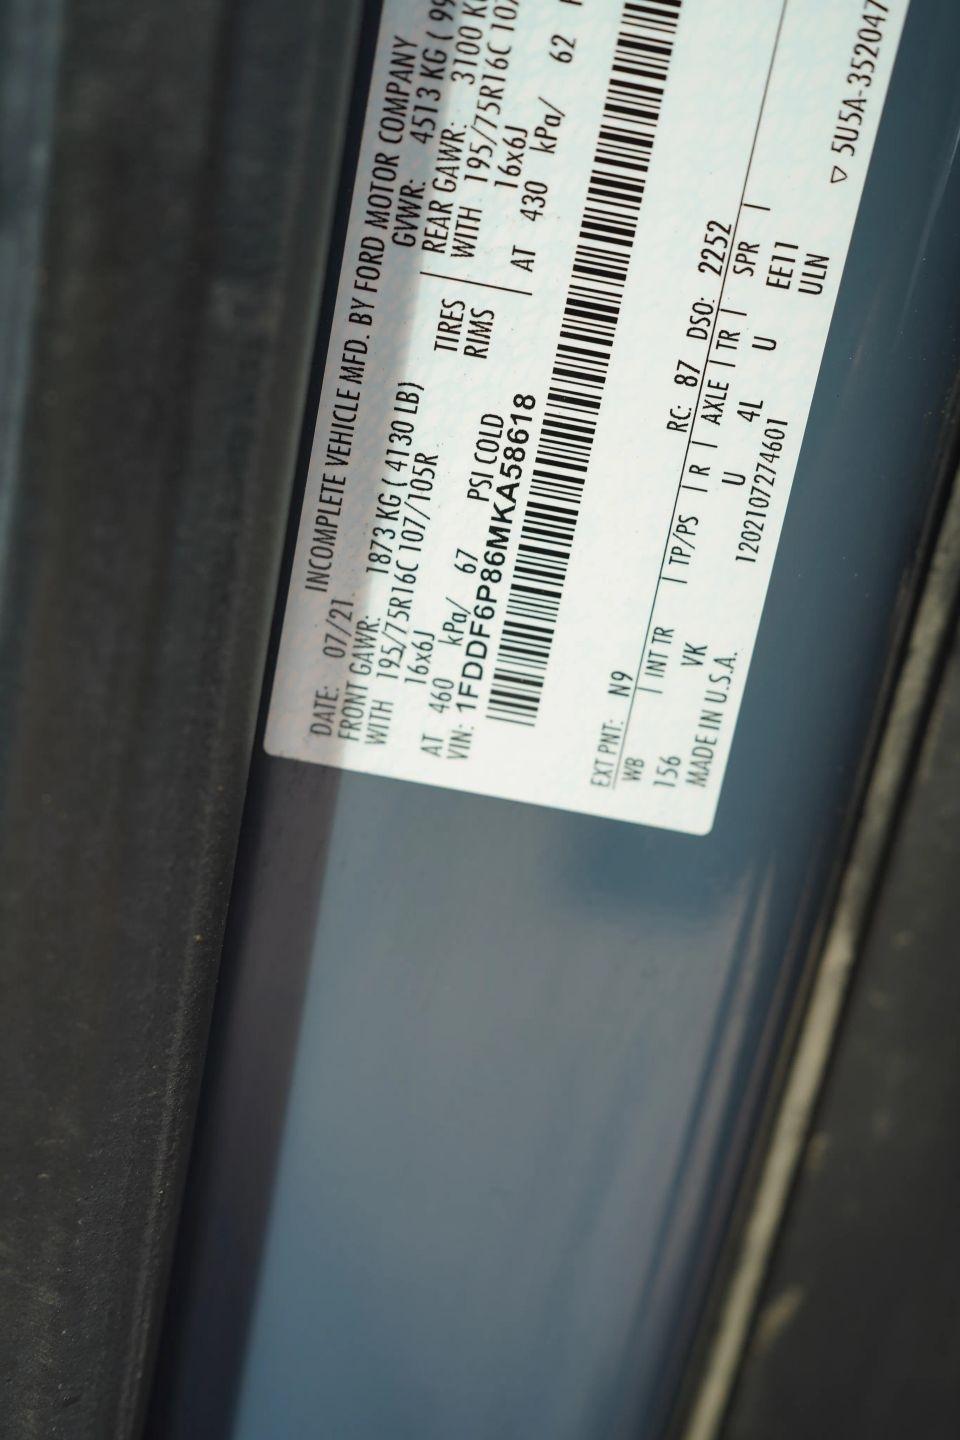 INCOMPLETE VEHICLE MFD. BY FORD MOTOR COMPANY
DATE: 07/21 GVWR: 4513 KG ( 99
FRONT GAWR: 1873 KG ( 4130 LB) REAR GAWR: 3100 KG
WITH 195/75R16C 107/105R TIRES WITH 195/75R16C 107
16x6J RIMS 16x6J
AT 460 kPa/ 67 PSI COLD AT 430 kPa/ 62
VIN: 1FDDF6P86MKA58618
EXT PNT: N9 RC: 87 DSO: 2252
WB | INT TR | TP/PS | R | AXLE | TR | SPR |
156 VK U 4L U EE11
MADE IN U.S.A. 1202107274601 ULN
▽ 5U5A-352047